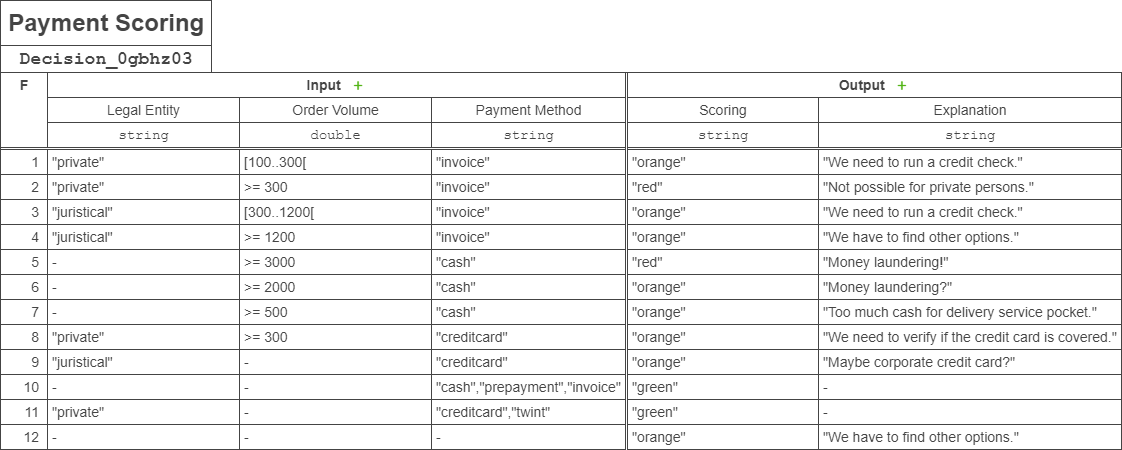 Payment Scoring
Decision_0gbhz03
F Input + Output +
Legal Entity Order Volume Payment Method Scoring Explanation
string double string string string
1 "private" [100..300[ "invoice" "orange" "We need to run a credit check."
2 "private" >= 300 "invoice" "red" "Not possible for private persons."
3 "juristical" [300..1200[ "invoice" "orange" "We need to run a credit check."
4 "juristical" >= 1200 "invoice" "orange" "We have to find other options."
5 - >= 3000 "cash" "red" "Money laundering!"
6 - >= 2000 "cash" "orange" "Money laundering?"
7 - >= 500 "cash" "orange" "Too much cash for delivery service pocket."
8 "private" >= 300 "creditcard" "orange" "We need to verify if the credit card is covered."
9 "juristical" - "creditcard" "orange" "Maybe corporate credit card?"
10 - - "cash","prepayment","invoice" "green" -
11 "private" - "creditcard","twint" "green" -
12 - - - "orange" "We have to find other options."